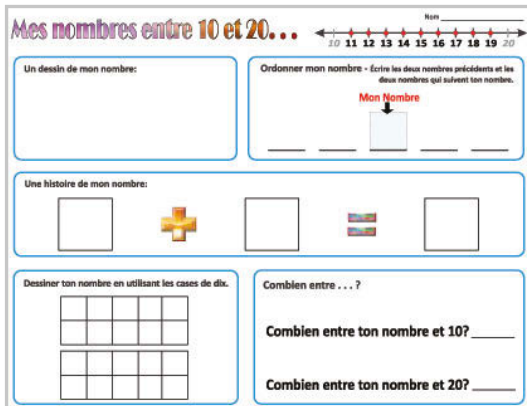 Mes nombres entre 10 et 20...
Nom
10 11 12 13 14 15 16 17 18 19 20
Un dessin de mon nombre:
Ordonner mon nombre - Écrire les deux nombres précédents et les
deux nombres qui suivent ton nombre.
Mon Nombre
Une histoire de mon nombre:
+ =
Dessiner ton nombre en utilisant les cases de dix.
Combien entre . . . ?
Combien entre ton nombre et 10?
Combien entre ton nombre et 20?